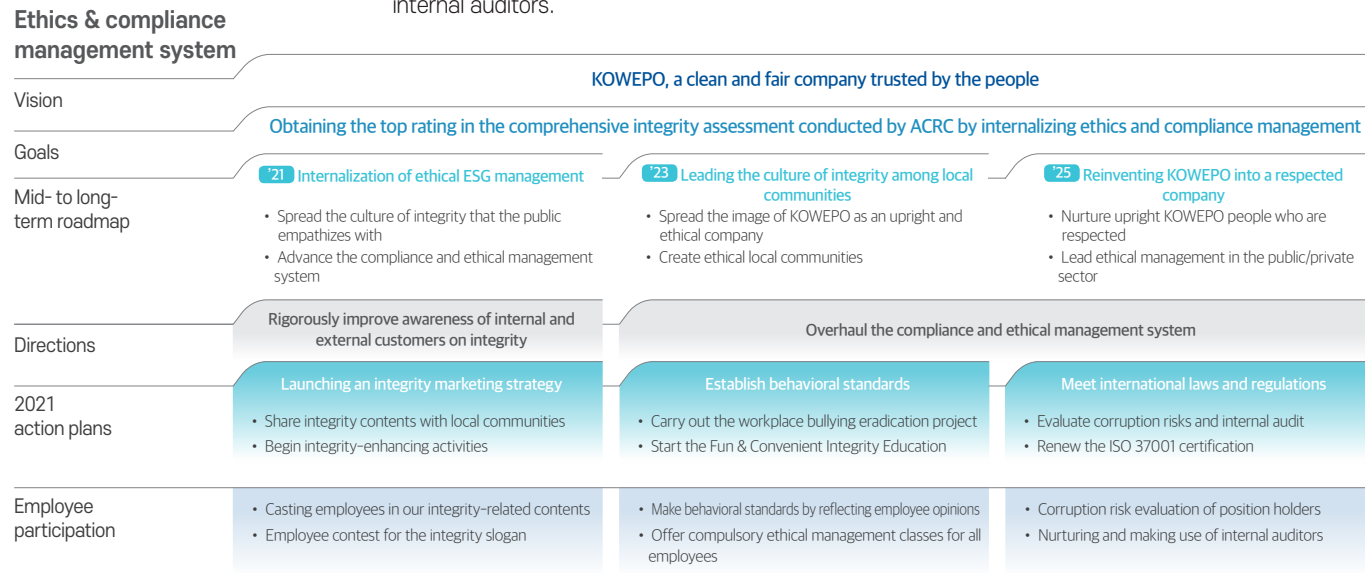 internal auditors.
Ethics & compliance
management system
Vision
KOWEPO, a clean and fair company trusted by the people
Goals
Obtaining the top rating in the comprehensive integrity assessment conducted by ACRC by internalizing ethics and compliance management
Mid- to long-
term roadmap
'21 Internalization of ethical ESG management
• Spread the culture of integrity that the public
empathizes with
• Advance the compliance and ethical management
system
'23 Leading the culture of integrity among local
communities
• Spread the image of KOWEPO as an upright and
ethical company
• Create ethical local communities
'25 Reinventing KOWEPO into a respected
company
• Nurture upright KOWEPO people who are
respected
• Lead ethical management in the public/private
sector
Directions
Rigorously improve awareness of internal and
external customers on integrity
Overhaul the compliance and ethical management system
2021
action plans
Launching an integrity marketing strategy
• Share integrity contents with local communities
• Begin integrity-enhancing activities
Establish behavioral standards
• Carry out the workplace bullying eradication project
• Start the Fun & Convenient Integrity Education
Meet international laws and regulations
• Evaluate corruption risks and internal audit
• Renew the ISO 37001 certification
Employee
participation
• Casting employees in our integrity-related contents
• Employee contest for the integrity slogan
• Make behavioral standards by reflecting employee opinions
• Offer compulsory ethical management classes for all
employees
• Corruption risk evaluation of position holders
• Nurturing and making use of internal auditors